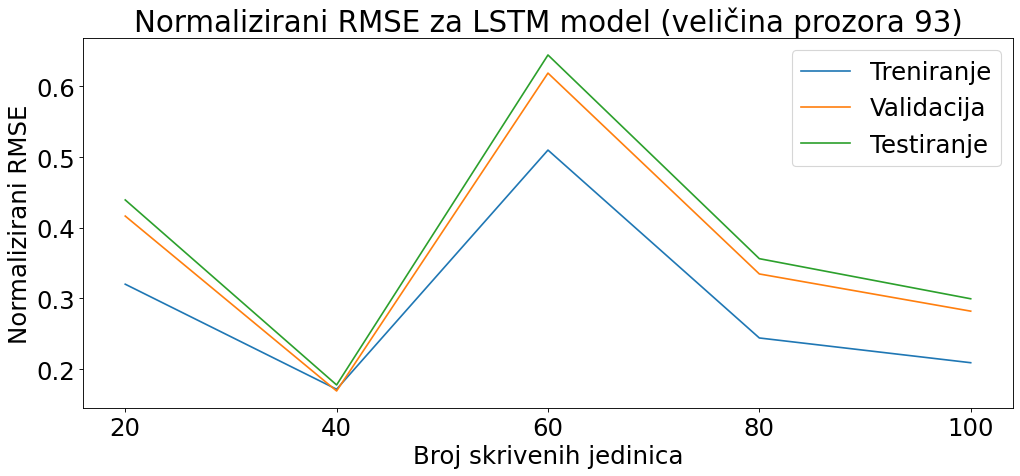 Normalizirani RMSE za LSTM model (veličina prozora 93)
Treniranje
Validacija
Testiranje
Normalizirani RMSE
0.6
0.5
0.4
0.3
0.2
20 40 60 80 100
Broj skrivenih jedinica